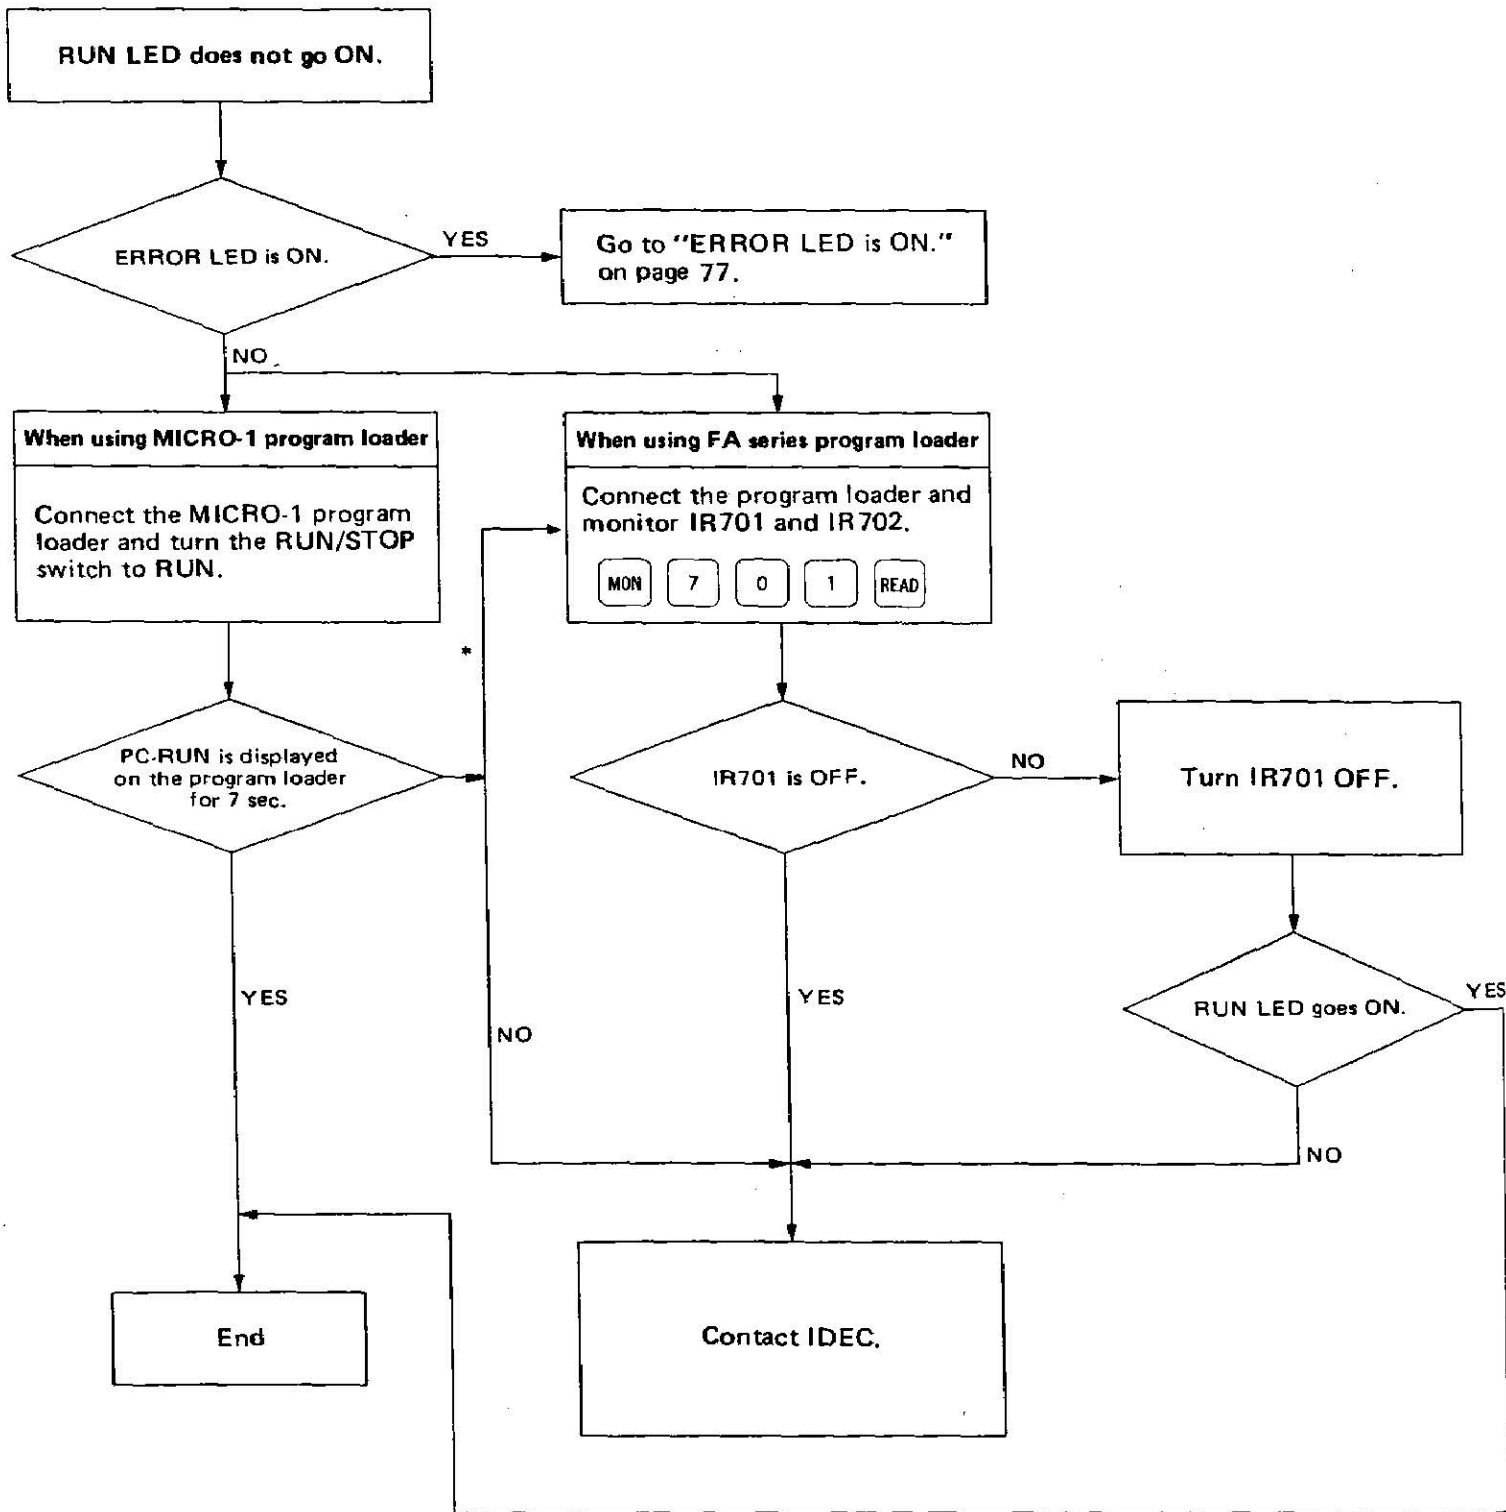 RUN LED does not go ON.
ERROR LED is ON.
YES
Go to "ERROR LED is ON."
on page 77.
NO
When using MICRO-1 program loader
Connect the MICRO-1 program
loader and turn the RUN/STOP
switch to RUN.
When using FA series program loader
Connect the program loader and
monitor IR701 and IR702.
MON 7 0 1 READ
*
PC-RUN is displayed
on the program loader
for 7 sec.
IR701 is OFF.
NO
Turn IR701 OFF.
YES
NO
YES
RUN LED goes ON.
YES
NO
End
Contact IDEC.